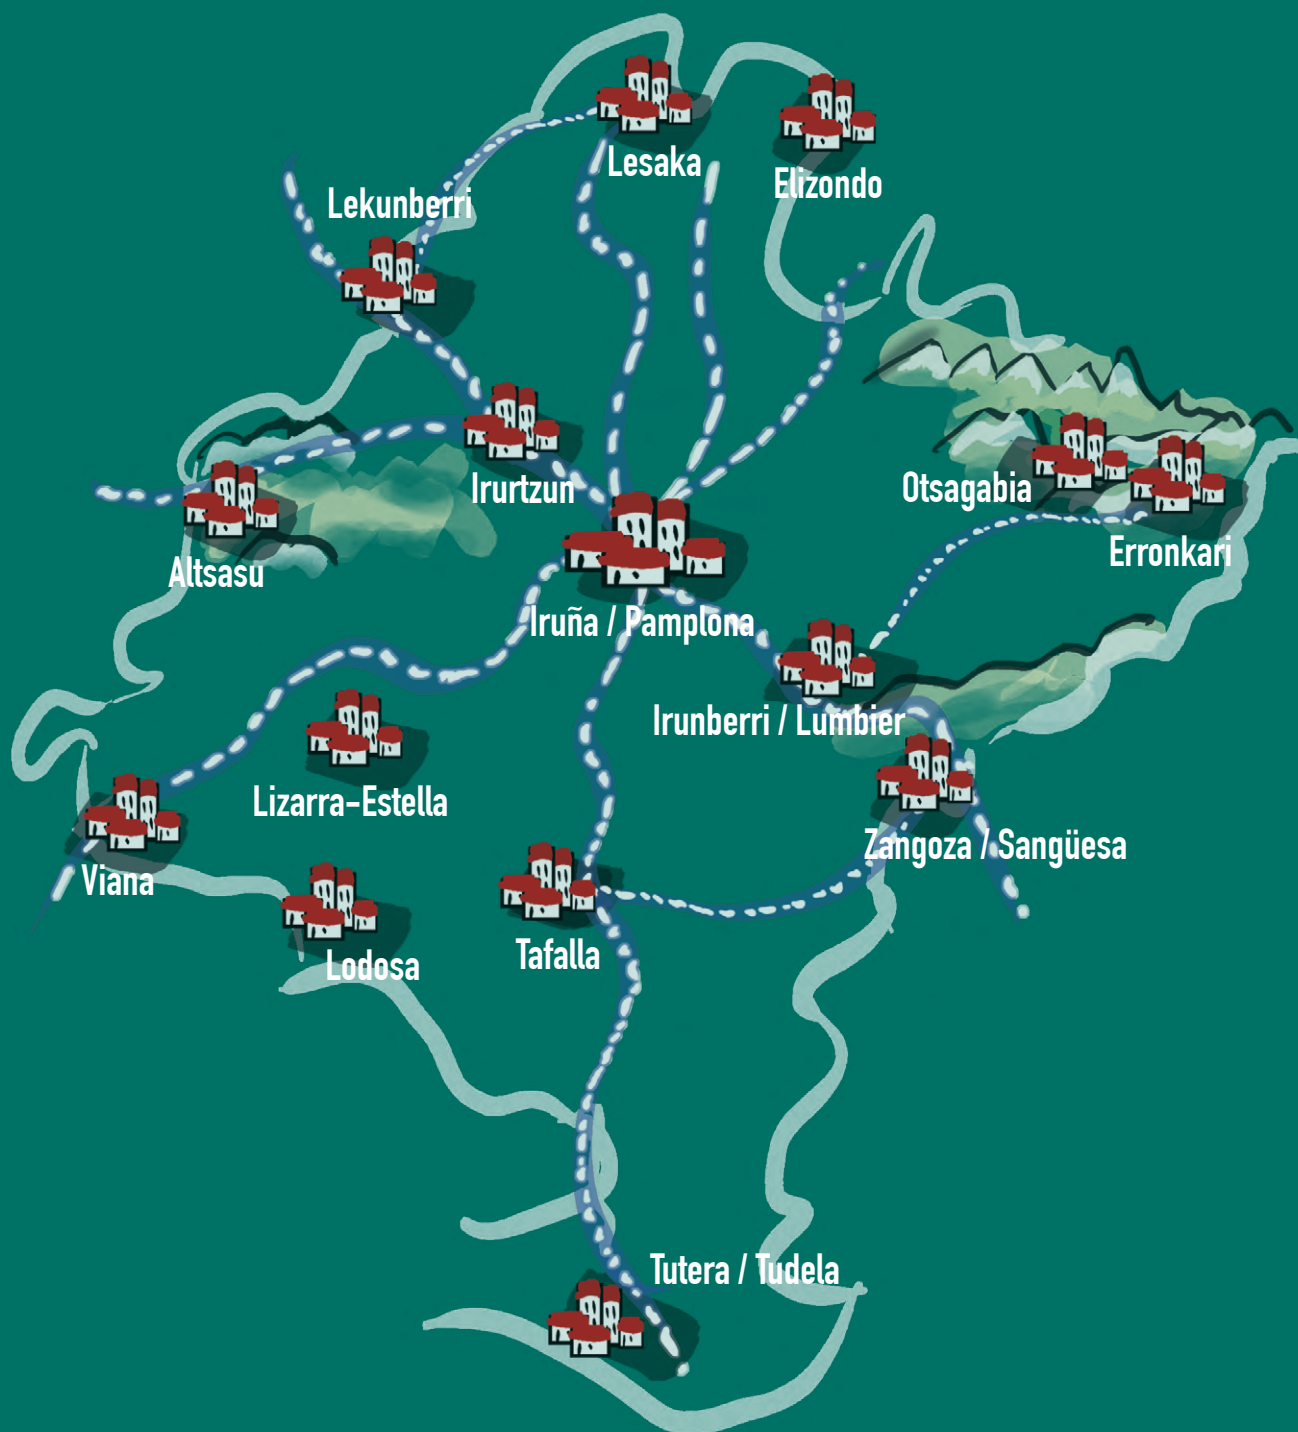 Lesaka
Elizondo
Lekunberri
Irurtzun
Otsagabia
Erronkari
Altsasu
Iruña / Pamplona
Irunberri / Lumbier
Lizarra-Estella
Zangoza / Sangüesa
Viana
Tafalla
Lodosa
Tutera / Tudela